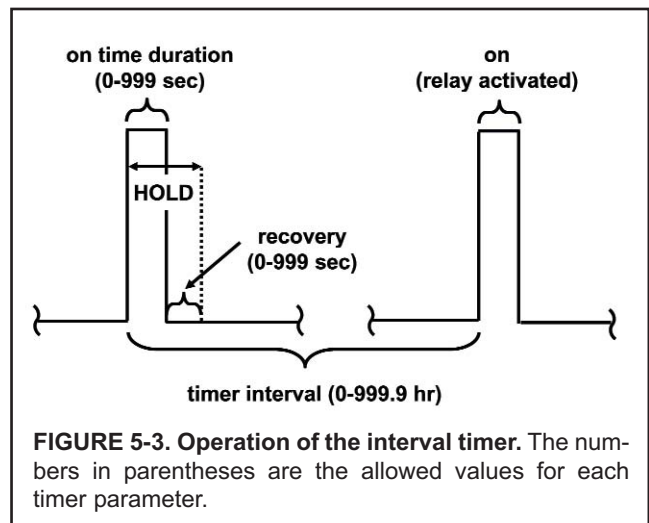 on time duration
(0-999 sec)
on
(relay activated)
HOLD
recovery
(0-999 sec)
timer interval (0-999.9 hr)
FIGURE 5-3. Operation of the interval timer. The num-
bers in parentheses are the allowed values for each
timer parameter.